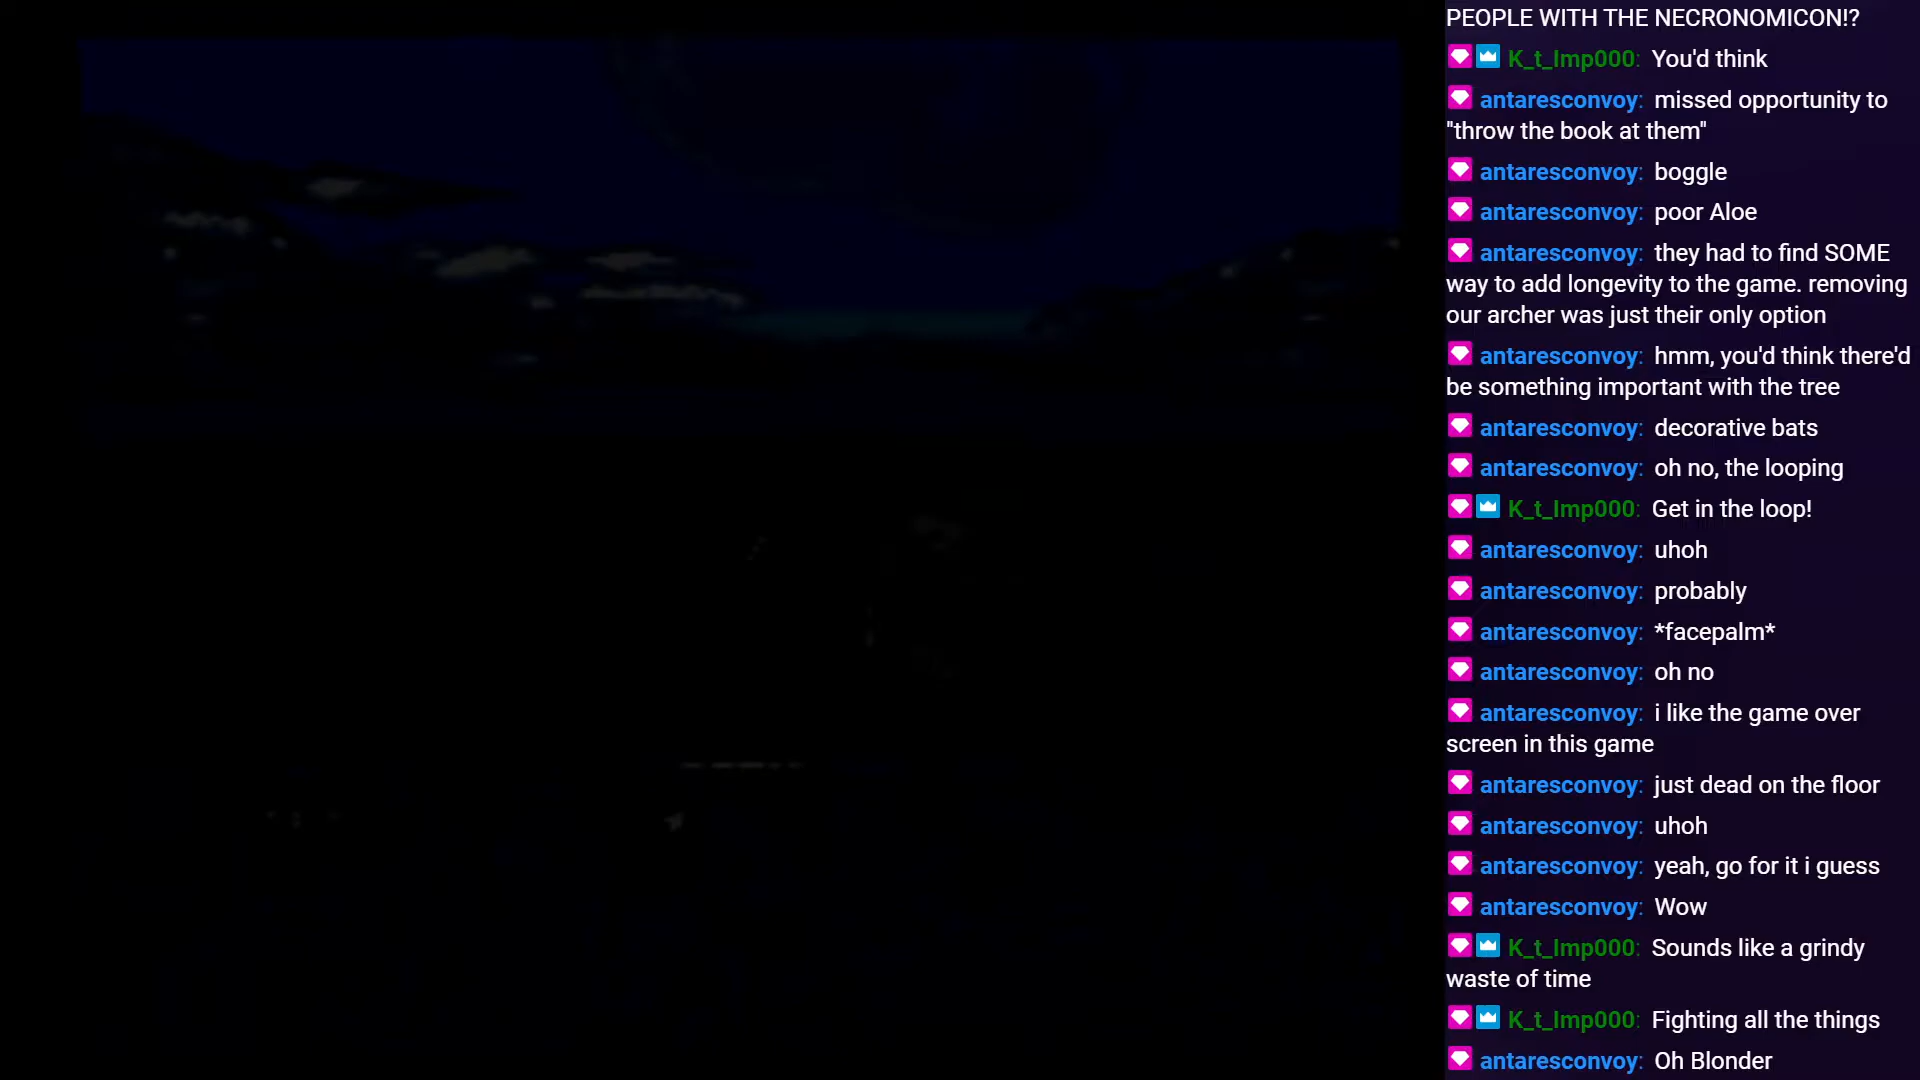 PEOPLE WITH THE NECRONOMICON!?
K_t_Imp000: You'd think
antaresconvoy: missed opportunity to
"throw the book at them"
antaresconvoy: boggle
antaresconvoy: poor Aloe
antaresconvoy: they had to find SOME
way to add longevity to the game. removing
our archer was just their only option
antaresconvoy: hmm, you'd think there'd
be something important with the tree
antaresconvoy: decorative bats
antaresconvoy: oh no, the looping
K_t_Imp000: Get in the loop!
antaresconvoy: uhoh
antaresconvoy: probably
antaresconvoy: *facepalm*
antaresconvoy: oh no
antaresconvoy: i like the game over
screen in this game
antaresconvoy: just dead on the floor
antaresconvoy: uhoh
antaresconvoy: yeah, go for it i guess
antaresconvoy: Wow
K_t_Imp000: Sounds like a grindy
waste of time
K_t_Imp000: Fighting all the things
antaresconvoy: Oh Blonder